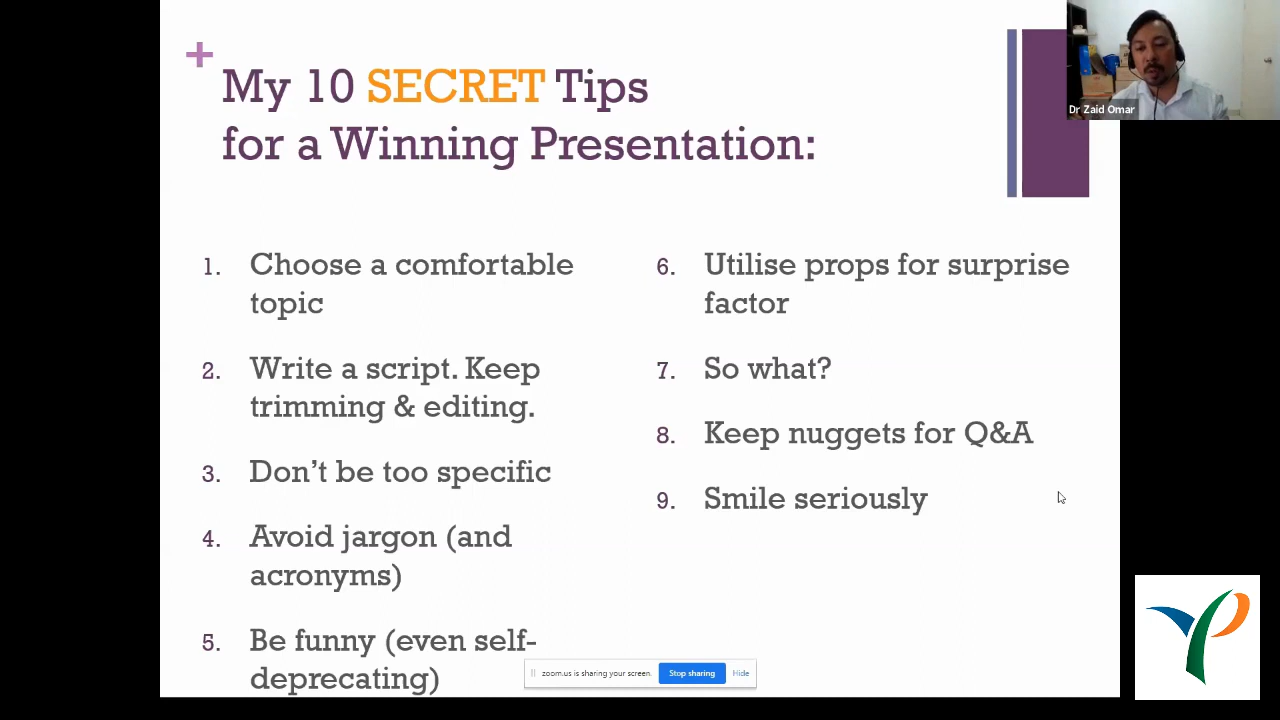 +
My 10 SECRET Tips
for a Winning Presentation:
Dr Zaid Omar
1. Choose a comfortable
topic
2. Write a script. Keep
trimming & editing.
3. Don't be too specific
4. Avoid jargon (and
acronyms)
5. Be funny (even self-
deprecating)
6. Utilise props for surprise
factor
7. So what?
8. Keep nuggets for Q&A
9. Smile seriously
zoom.us is sharing your screen.
Stop sharing
Hide